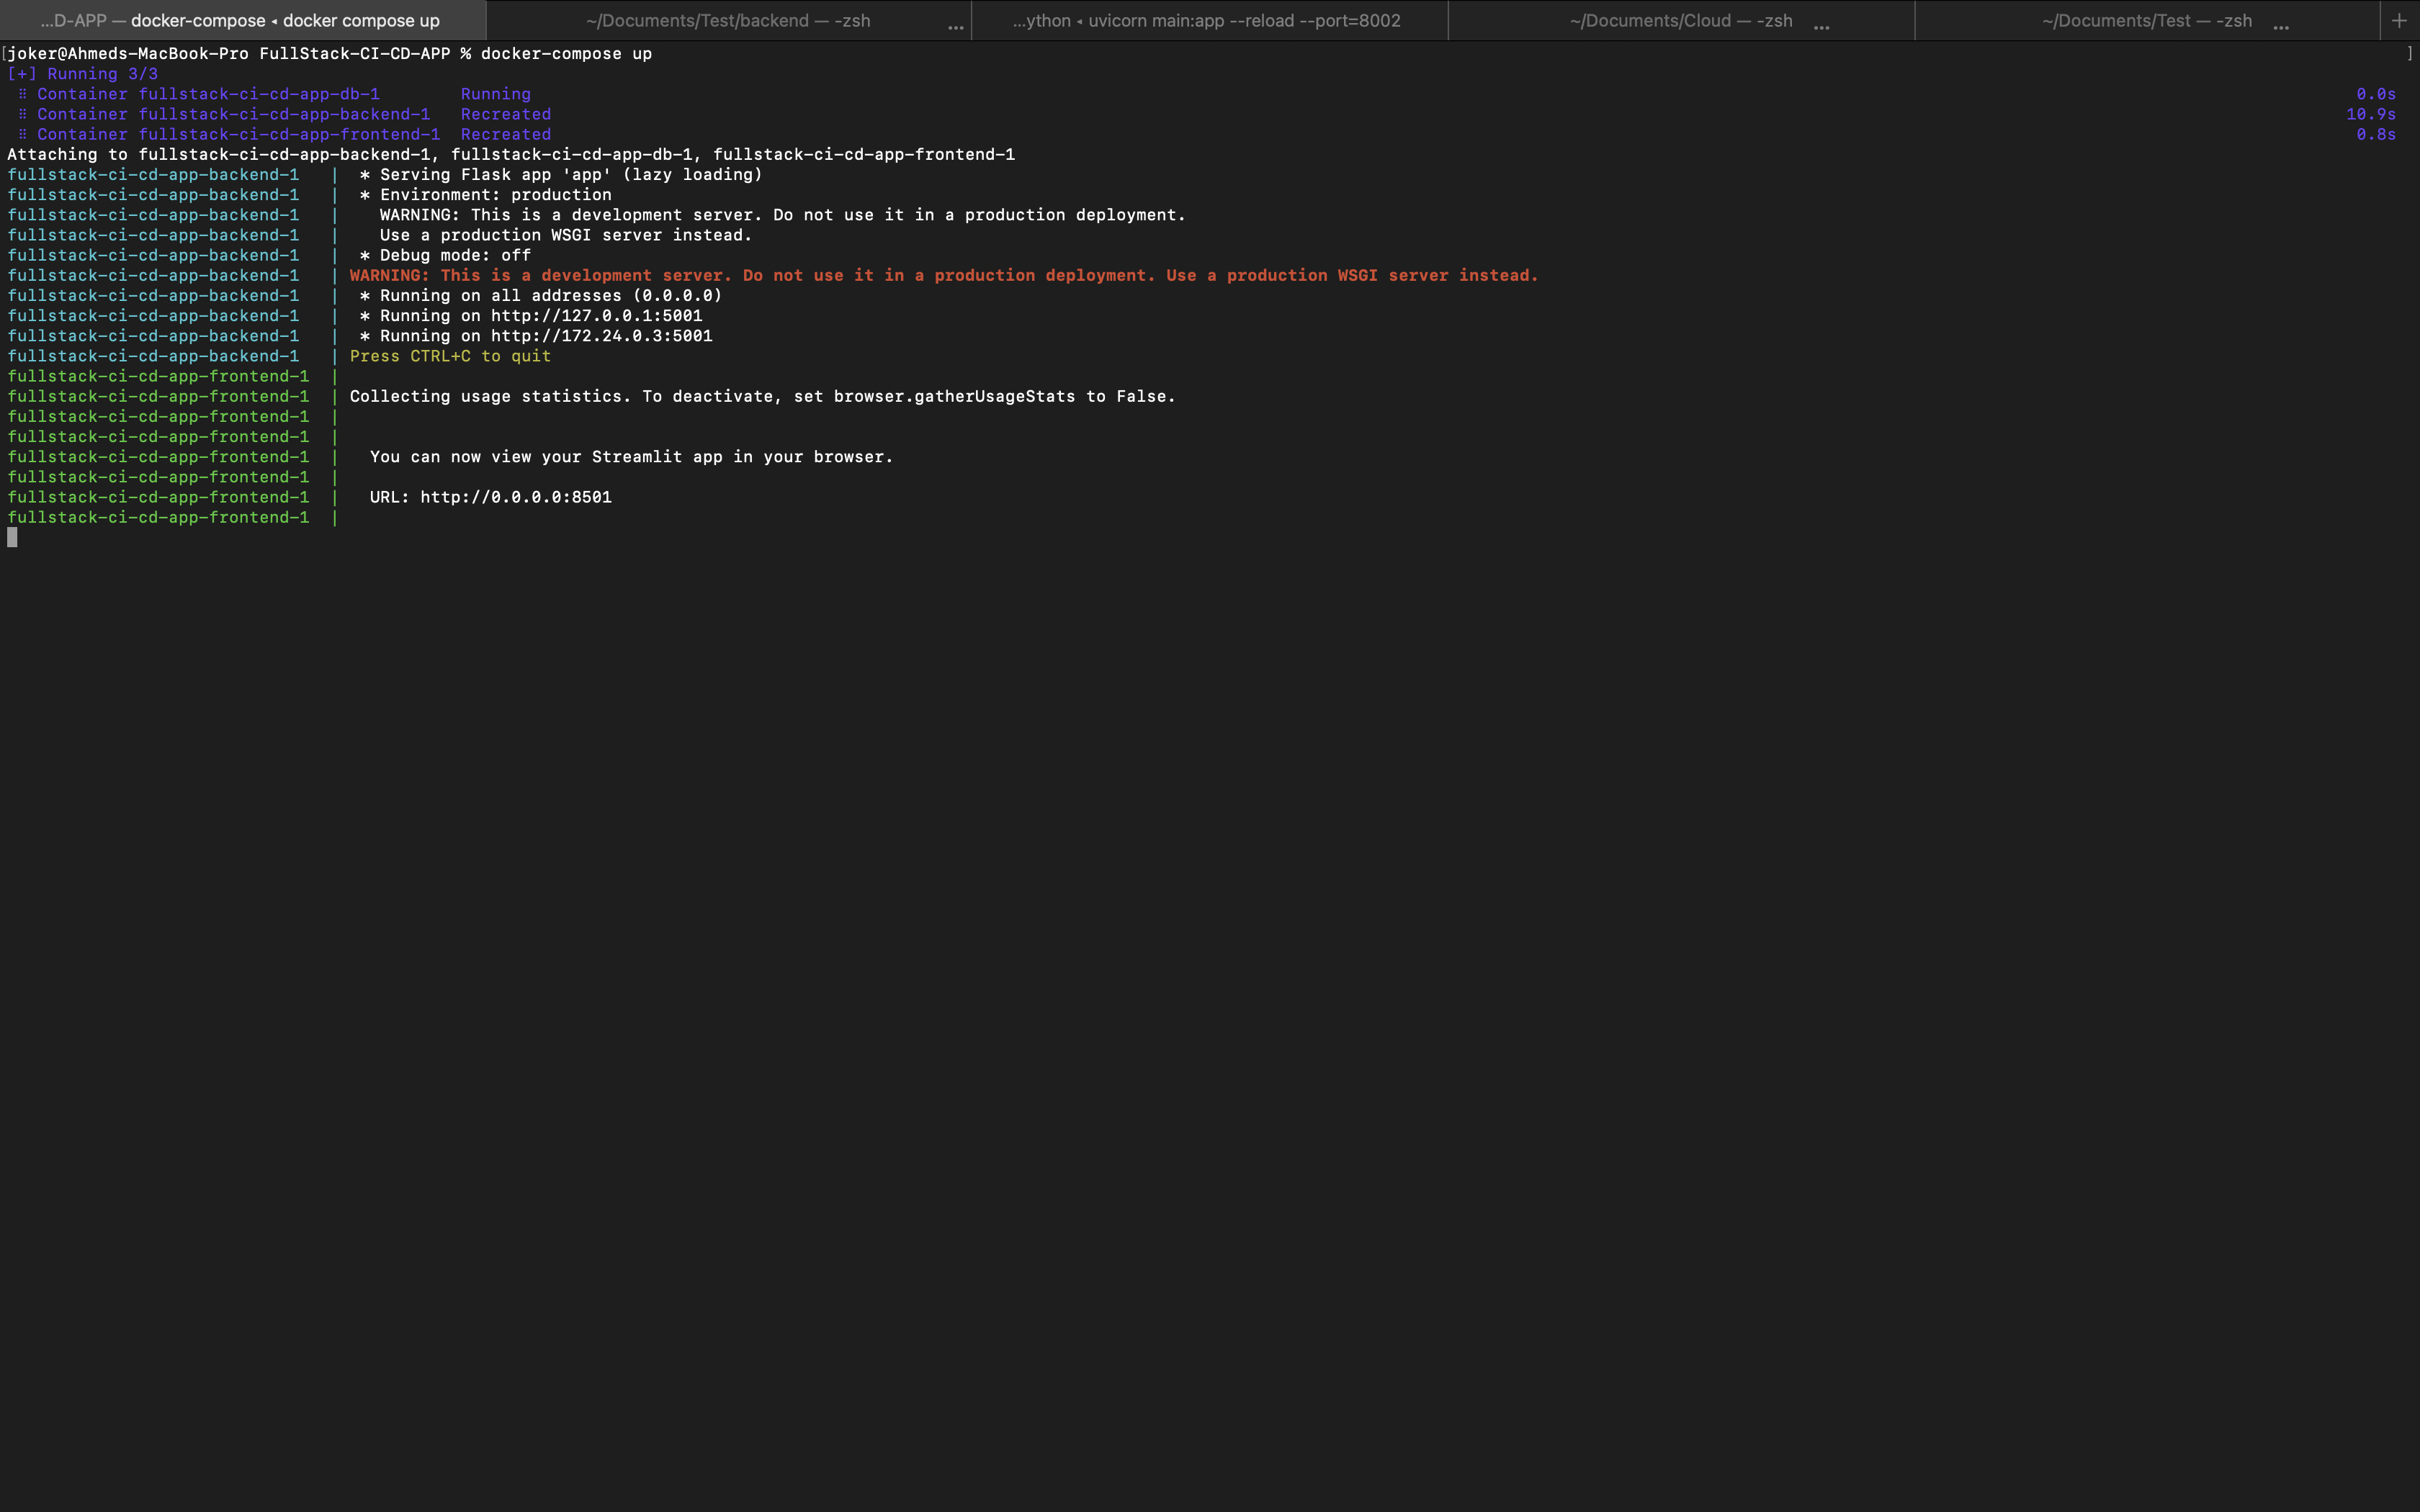 ...D-APP — docker-compose ◂ docker compose up
~/Documents/Test/backend — -zsh ...
...ython ◂ uvicorn main:app --reload --port=8002
~/Documents/Cloud — -zsh ...
~/Documents/Test — -zsh ...
+
[joker@Ahmeds-MacBook-Pro FullStack-CI-CD-APP % docker-compose up ]
[+] Running 3/3
⠿ Container fullstack-ci-cd-app-db-1 Running 0.0s
⠿ Container fullstack-ci-cd-app-backend-1 Recreated 10.9s
⠿ Container fullstack-ci-cd-app-frontend-1 Recreated 0.8s
Attaching to fullstack-ci-cd-app-backend-1, fullstack-ci-cd-app-db-1, fullstack-ci-cd-app-frontend-1
fullstack-ci-cd-app-backend-1 | * Serving Flask app 'app' (lazy loading)
fullstack-ci-cd-app-backend-1 | * Environment: production
fullstack-ci-cd-app-backend-1 | WARNING: This is a development server. Do not use it in a production deployment.
fullstack-ci-cd-app-backend-1 | Use a production WSGI server instead.
fullstack-ci-cd-app-backend-1 | * Debug mode: off
fullstack-ci-cd-app-backend-1 | WARNING: This is a development server. Do not use it in a production deployment. Use a production WSGI server instead.
fullstack-ci-cd-app-backend-1 | * Running on all addresses (0.0.0.0)
fullstack-ci-cd-app-backend-1 | * Running on http://127.0.0.1:5001
fullstack-ci-cd-app-backend-1 | * Running on http://172.24.0.3:5001
fullstack-ci-cd-app-backend-1 | Press CTRL+C to quit
fullstack-ci-cd-app-frontend-1 |
fullstack-ci-cd-app-frontend-1 | Collecting usage statistics. To deactivate, set browser.gatherUsageStats to False.
fullstack-ci-cd-app-frontend-1 |
fullstack-ci-cd-app-frontend-1 |
fullstack-ci-cd-app-frontend-1 | You can now view your Streamlit app in your browser.
fullstack-ci-cd-app-frontend-1 |
fullstack-ci-cd-app-frontend-1 | URL: http://0.0.0.0:8501
fullstack-ci-cd-app-frontend-1 |